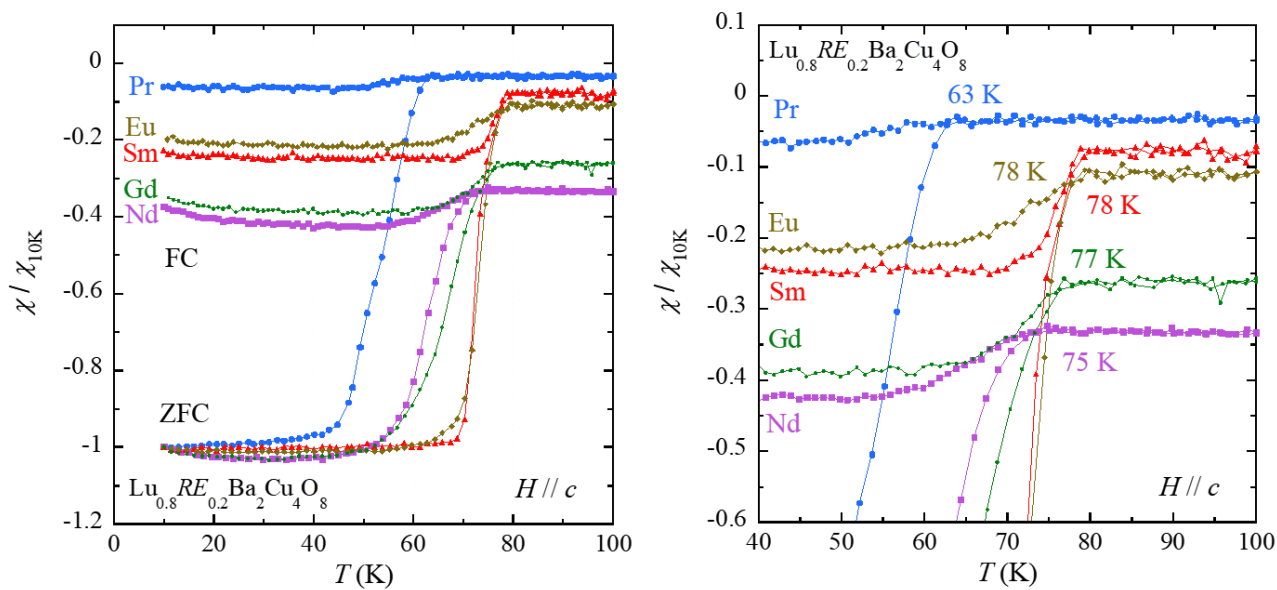 0
-0.2
-0.4
-0.6
-0.8
-1
-1.2
χ / χ10K
Pr
Eu
Sm
Gd
Nd
FC
ZFC
Lu0.8RE0.2Ba2Cu4O8
H // c
0 20 40 60 80 100
T (K)
0.1
0
-0.1
-0.2
-0.3
-0.4
-0.5
-0.6
χ / χ10K
Lu0.8RE0.2Ba2Cu4O8
Pr
63 K
78 K
Eu
78 K
Sm
77 K
Gd
75 K
Nd
H // c
40 50 60 70 80 90 100
T (K)